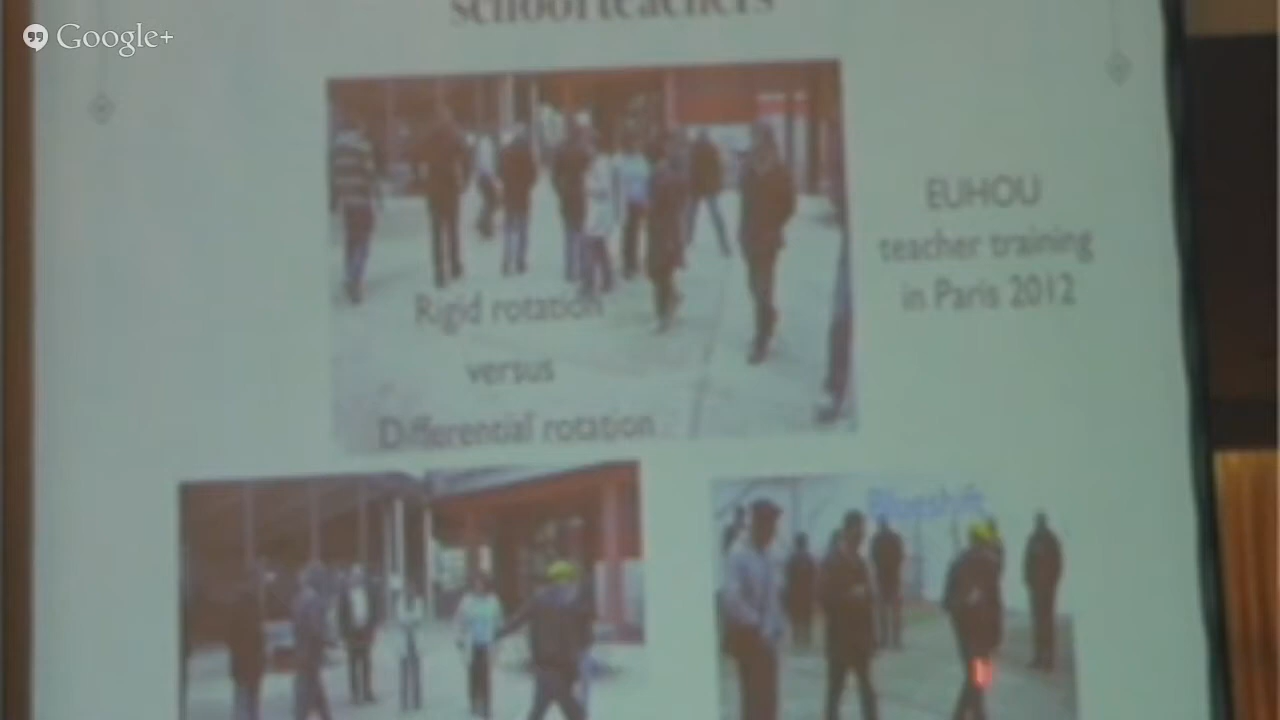 Google+
schoolteachers
EUHOU
teacher training
in Paris 2012
Rigid rotation
versus
Differential rotation